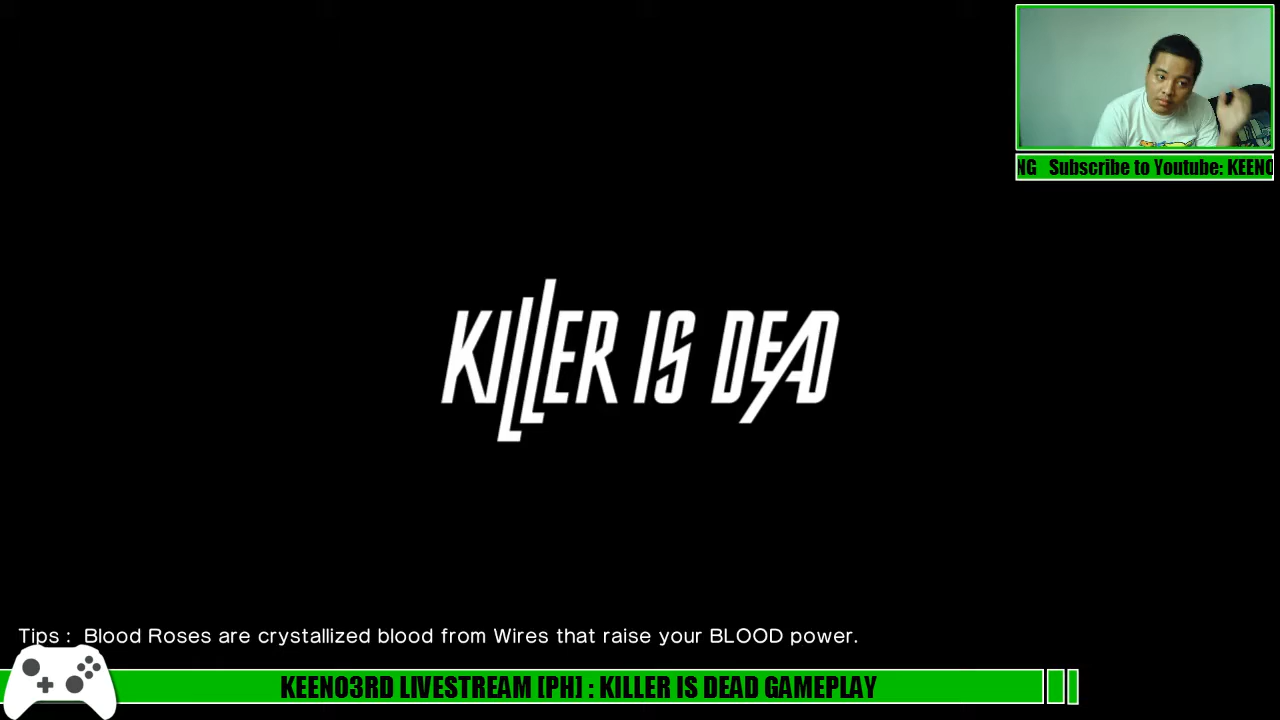 NG Subscribe to Youtube: KEENO
KILLER IS DEAD
Tips : Blood Roses are crystallized blood from Wires that raise your BLOOD power.
KEENO3RD LIVESTREAM [PH] : KILLER IS DEAD GAMEPLAY